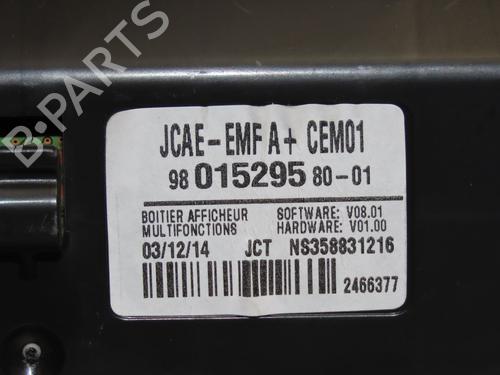 JCAE-EMF A+ CEM01
98 015295 80-01
BOITIER AFFICHEUR SOFTWARE: V08.01
MULTIFONCTIONS HARDWARE: V01.00
03/12/14 JCT NS358831216
2466377
B-PARTS